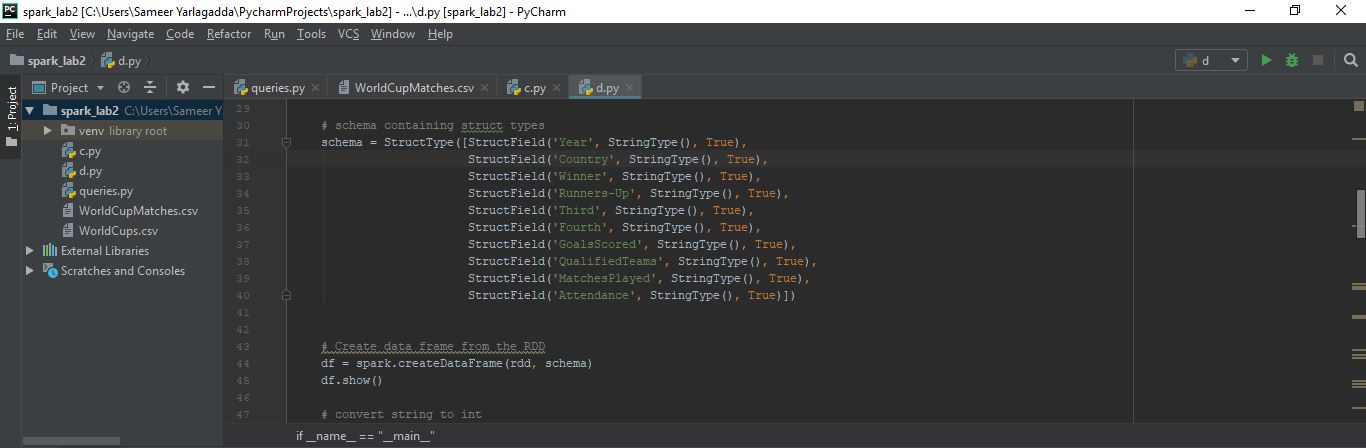 PC spark_lab2 [C:\Users\Sameer Yarlagadda\PycharmProjects\spark_lab2] - ...\d.py [spark_lab2] - PyCharm
File Edit View Navigate Code Refactor Run Tools VCS Window Help
spark_lab2 d.py d
1: Project
Project
queries.py WorldCupMatches.csv c.py d.py
spark_lab2 C:\Users\Sameer Y
venv library root
c.py
d.py
queries.py
WorldCupMatches.csv
WorldCups.csv
External Libraries
Scratches and Consoles
29
30 # schema containing struct types
31 schema = StructType([StructField('Year', StringType(), True),
32 StructField('Country', StringType(), True),
33 StructField('Winner', StringType(), True),
34 StructField('Runners-Up', StringType(), True),
35 StructField('Third', StringType(), True),
36 StructField('Fourth', StringType(), True),
37 StructField('GoalsScored', StringType(), True),
38 StructField('QualifiedTeams', StringType(), True),
39 StructField('MatchesPlayed', StringType(), True),
40 StructField('Attendance', StringType(), True)])
41
42
43 # Create data frame from the RDD
44 df = spark.createDataFrame(rdd, schema)
45 df.show()
46
47 # convert string to int
if __name__ == "__main__"